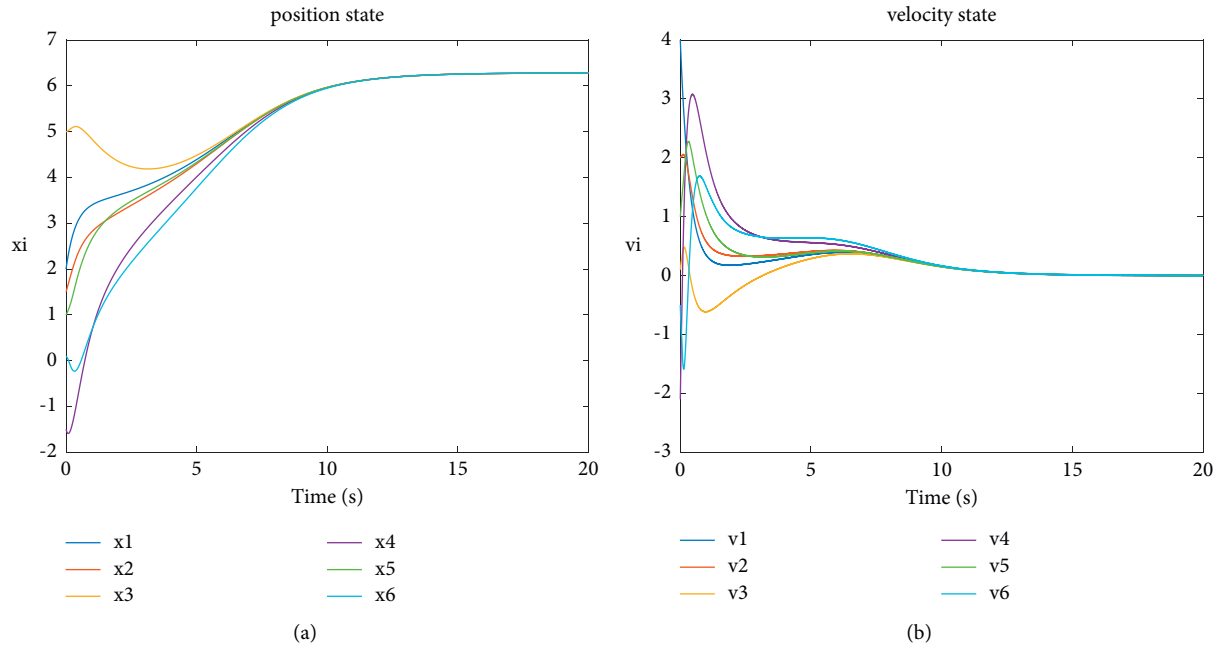 position state
7
6
5
4
3
2
1
0
-1
-2
xi
0 5 10 15 20
Time (s)
x1 x4
x2 x5
x3 x6
(a)
velocity state
4
3
2
1
0
-1
-2
-3
vi
0 5 10 15 20
Time (s)
v1 v4
v2 v5
v3 v6
(b)